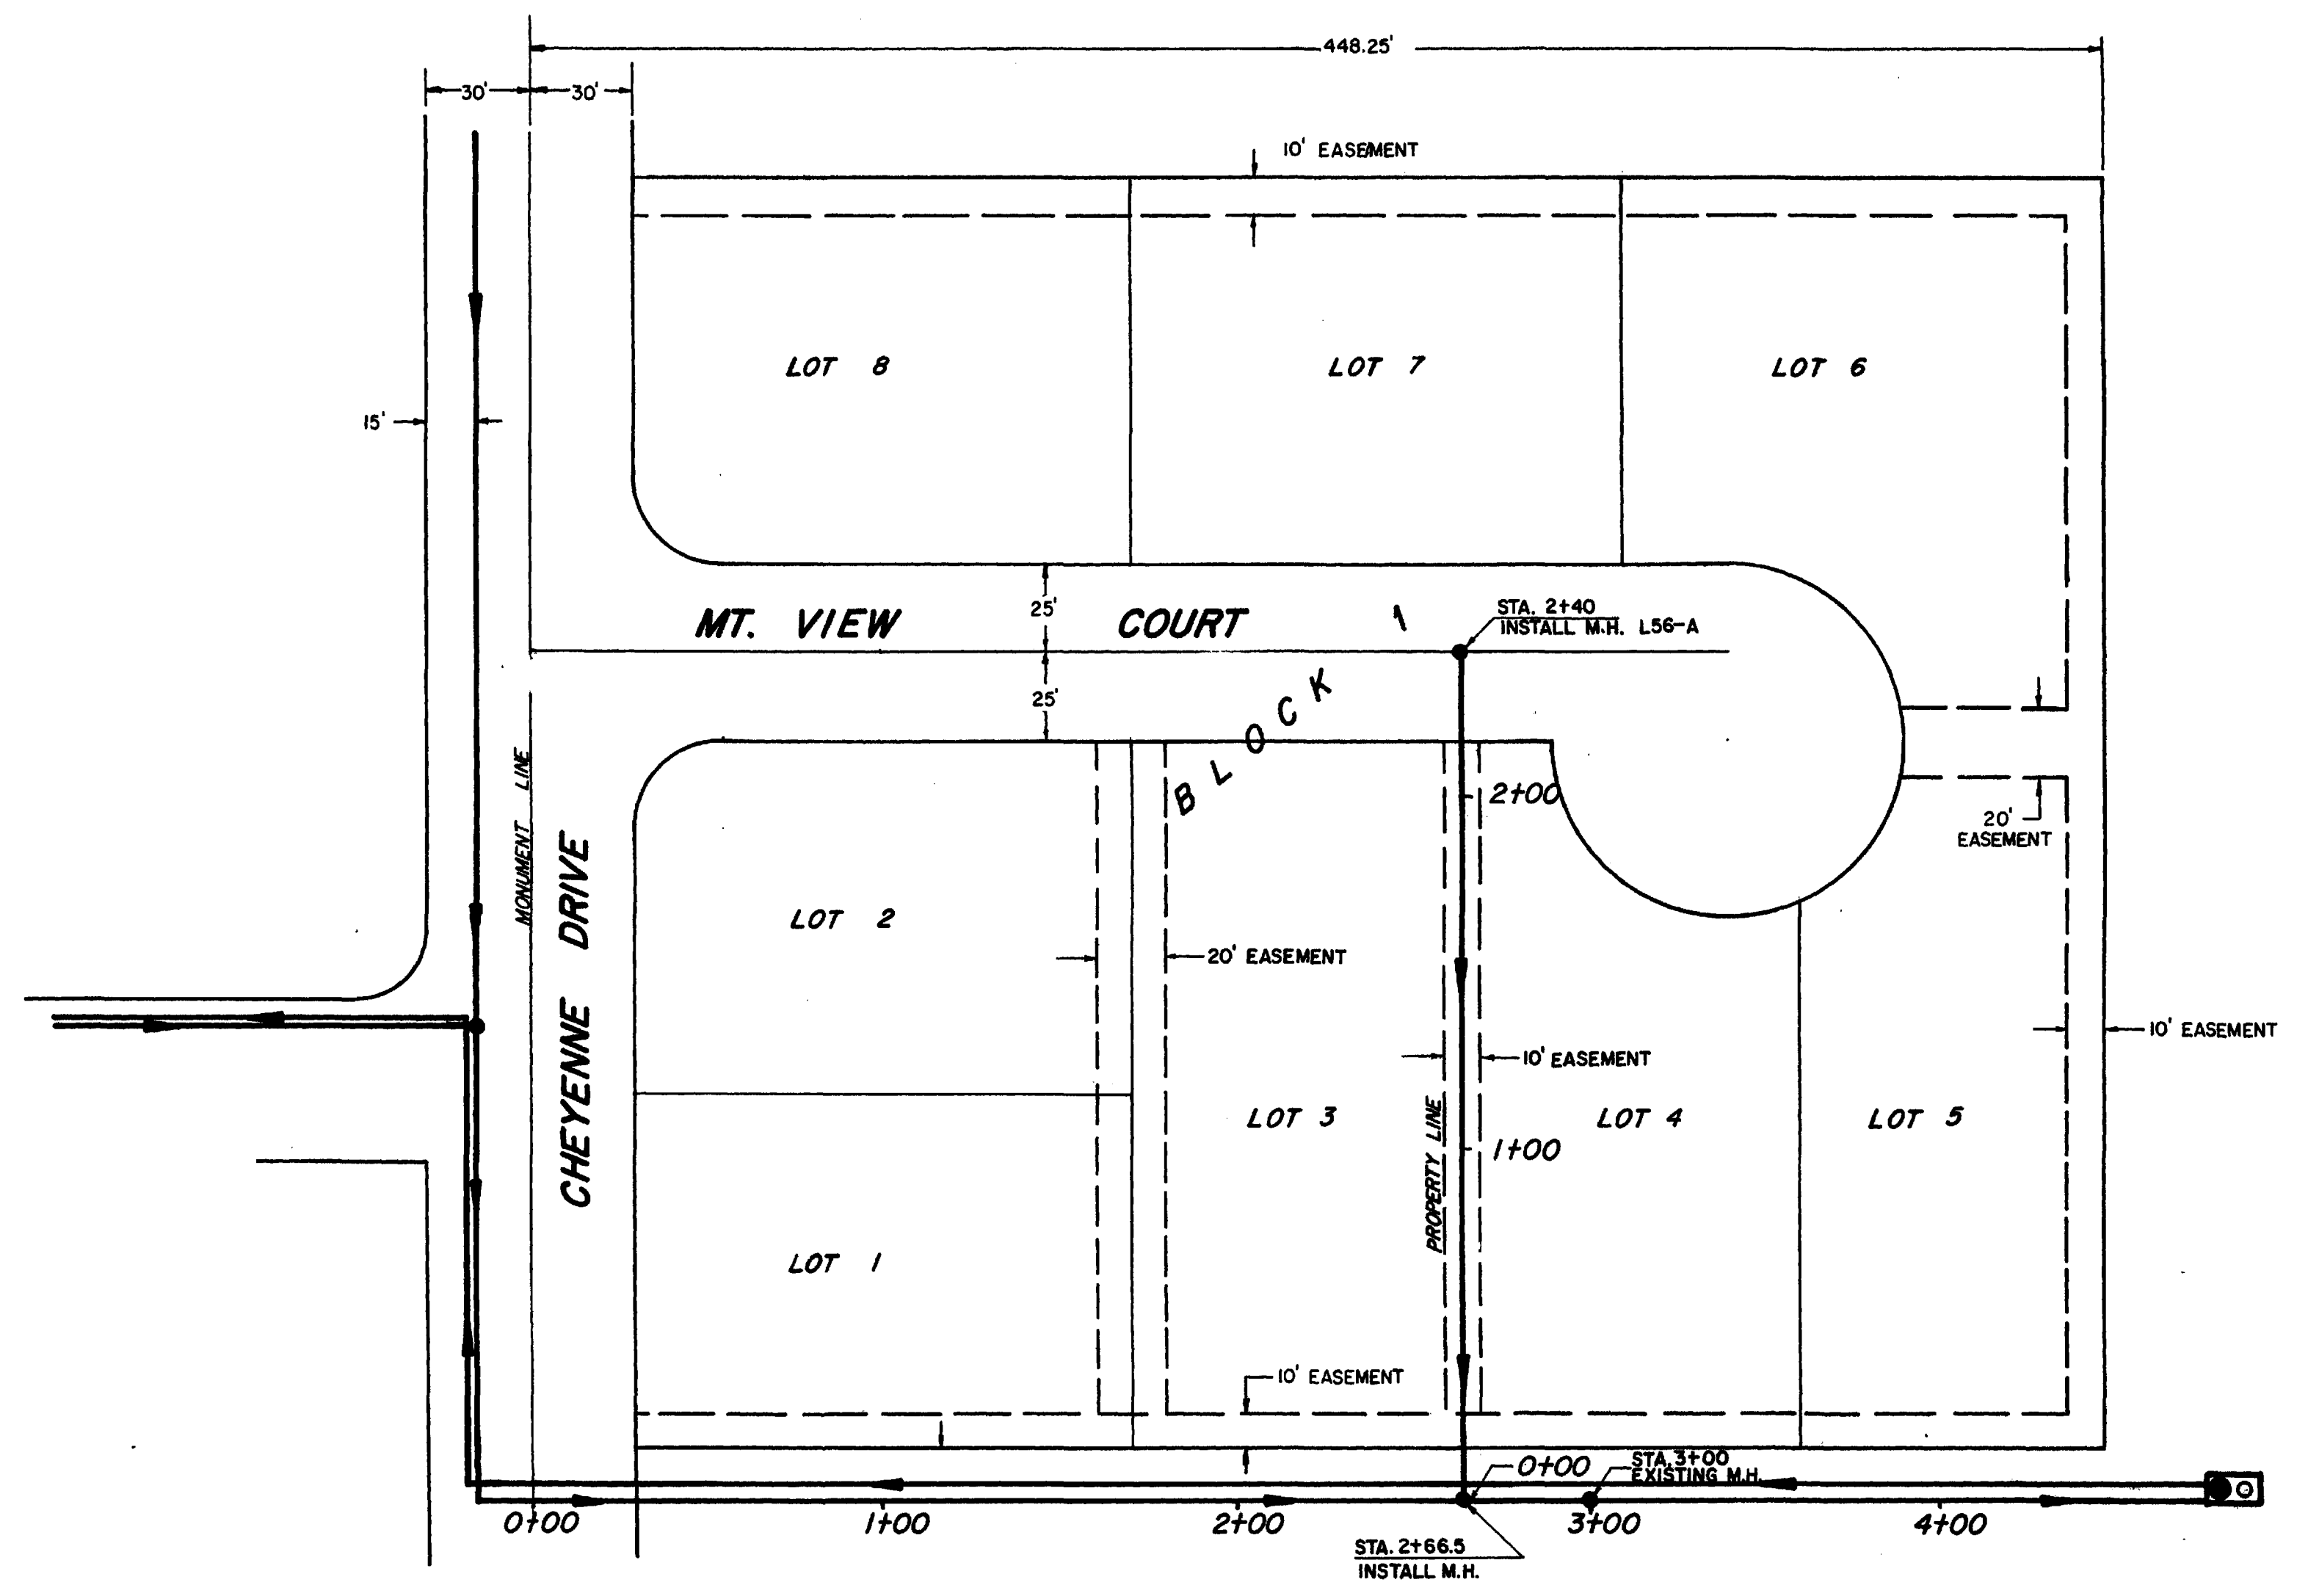 448.25'
30' 30'
10' EASEMENT
LOT 8 LOT 7 LOT 6
15'
MT. VIEW COURT
25'
25'
STA. 2+40
INSTALL M.H. L56-A
BLOCK 1
2+00
20'
EASEMENT
MONUMENT LINE
CHEYENNE DRIVE
LOT 2
20' EASEMENT
10' EASEMENT
10' EASEMENT
LOT 3 LOT 4 LOT 5
PROPERTY LINE
1+00
LOT 1
10' EASEMENT
0+00
STA. 3+00
EXISTING M.H.
0+00 1+00 2+00 3+00 4+00
STA. 2+66.5
INSTALL M.H.